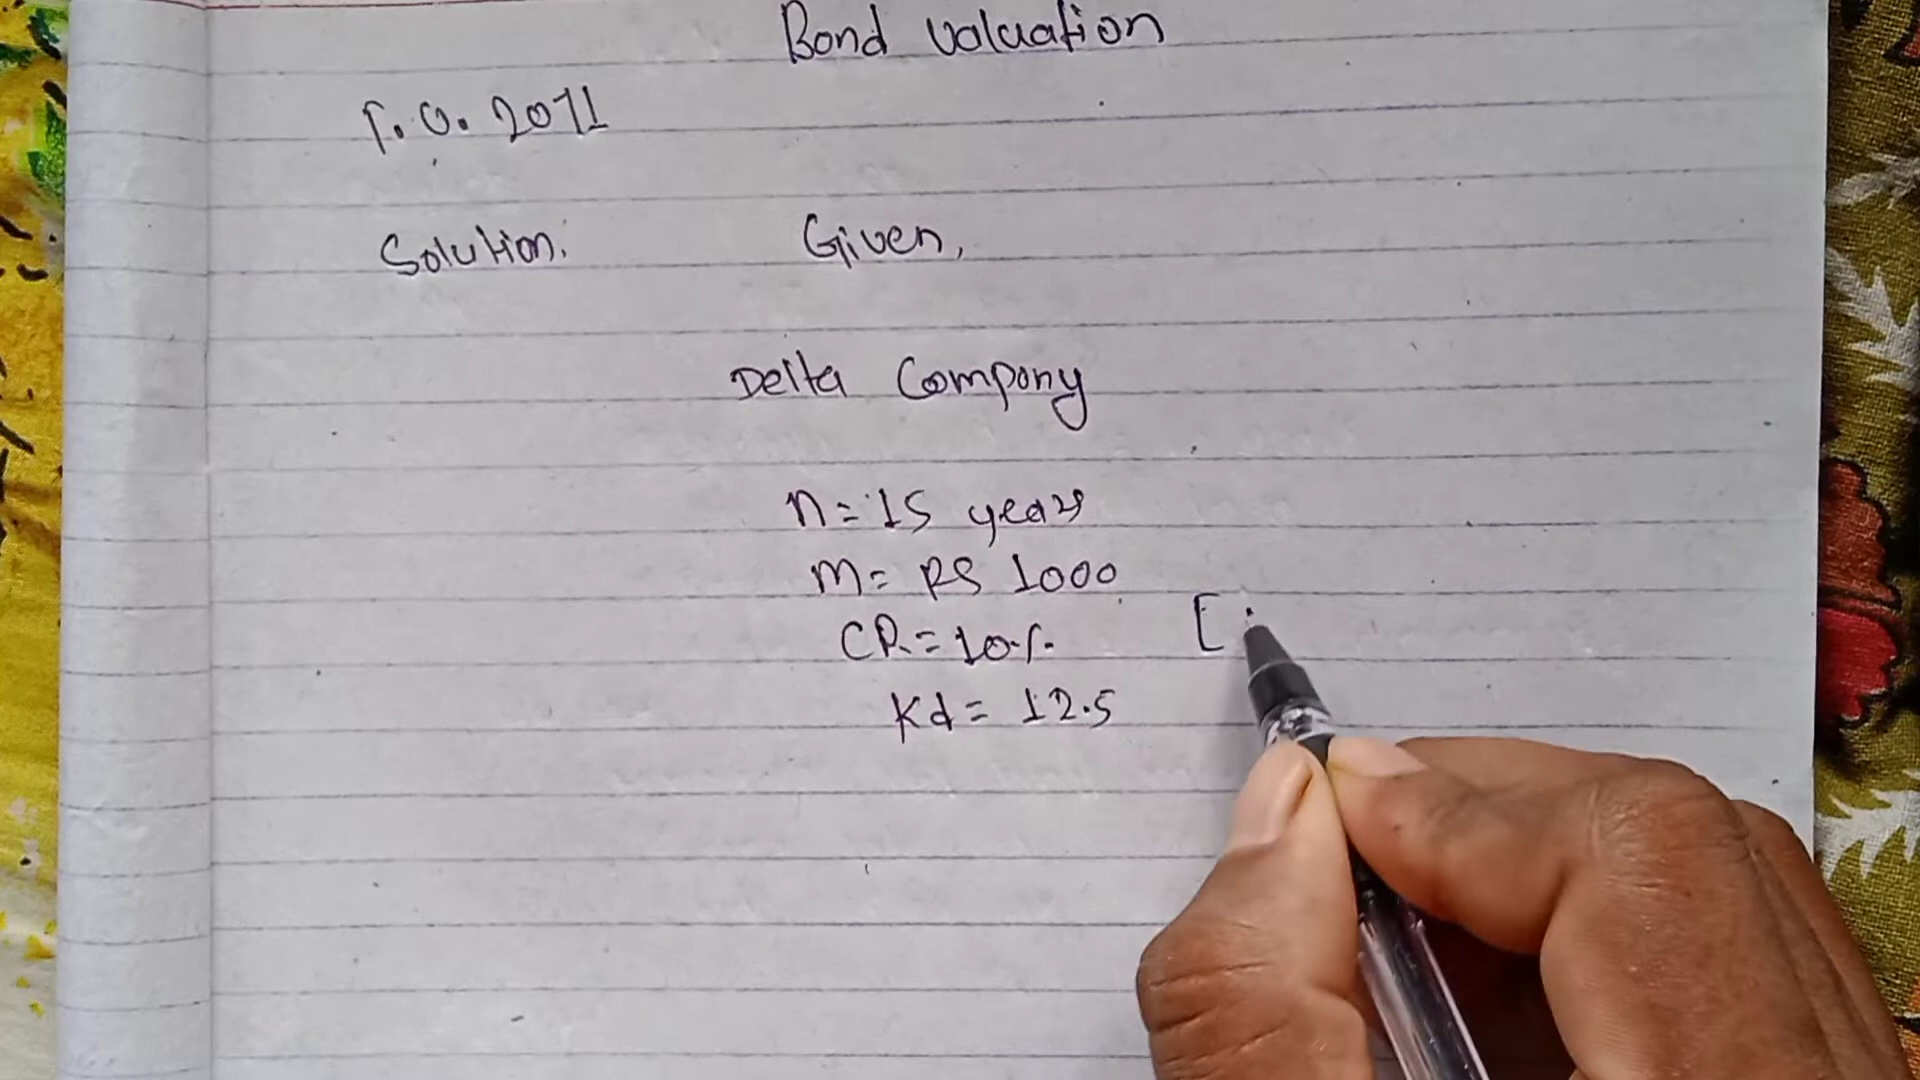 Bond Valuation
T.U. 2071
Solution. Given,
Delta Company
n = 15 years
m = RS 1000
CR = 10% [
Kd = 12.5